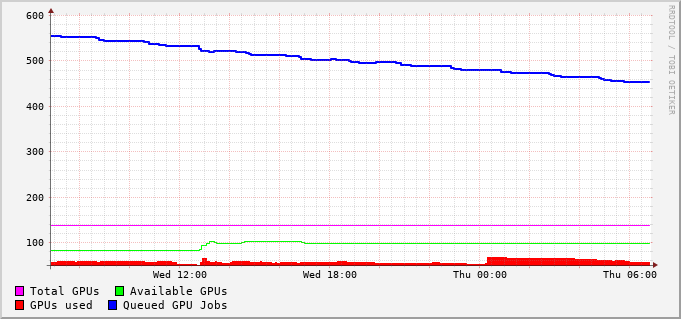 600
500
400
300
200
100
Wed 12:00 Wed 18:00 Thu 00:00 Thu 06:00
Total GPUs Available GPUs
GPUs used Queued GPU Jobs
RRDTOOL / TOBI OETIKER